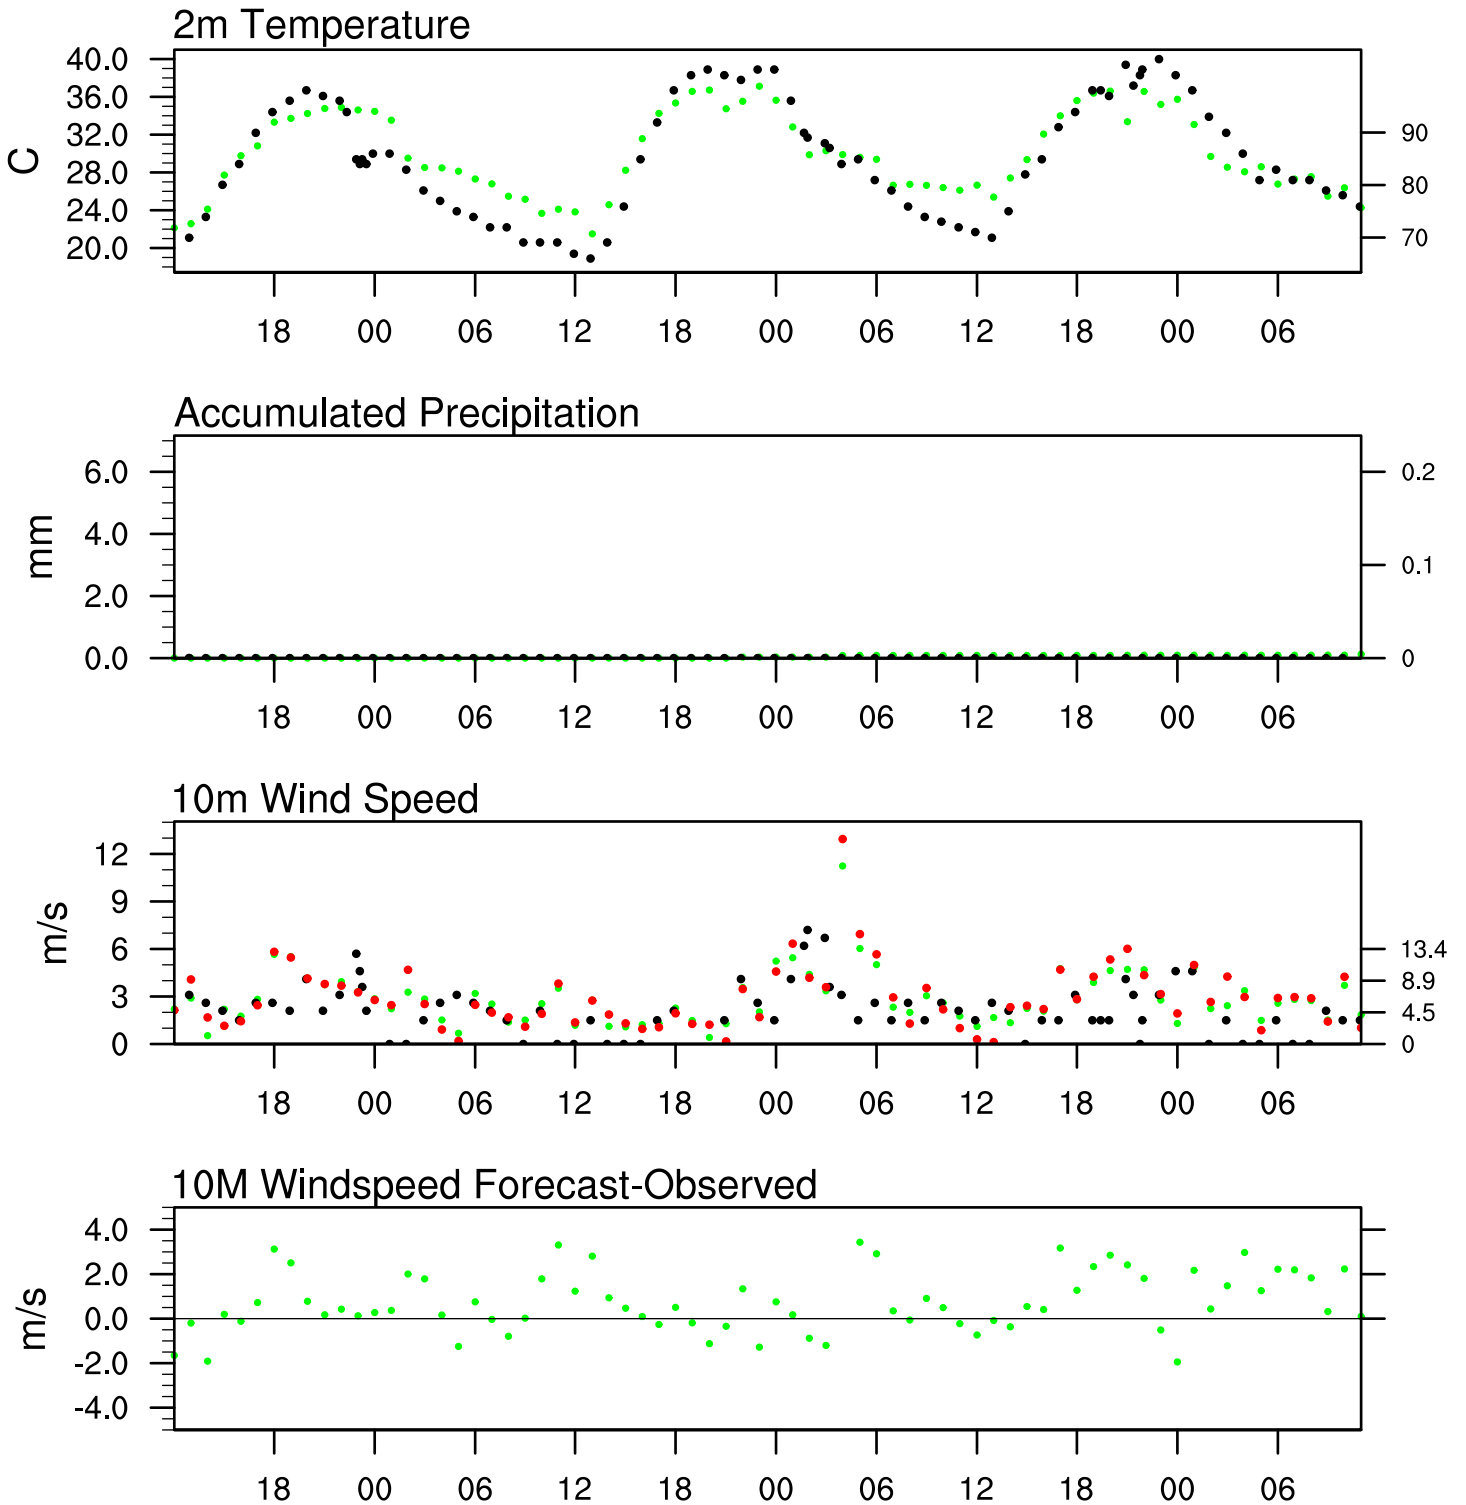 2m Temperature
40.0
36.0
32.0
28.0
24.0
20.0
C
90
80
70
18 00 06 12 18 00 06 12 18 00 06
Accumulated Precipitation
6.0
4.0
2.0
0.0
mm
0.2
0.1
0
18 00 06 12 18 00 06 12 18 00 06
10m Wind Speed
12
9
6
3
0
m/s
13.4
8.9
4.5
0
18 00 06 12 18 00 06 12 18 00 06
10M Windspeed Forecast-Observed
4.0
2.0
0.0
-2.0
-4.0
m/s
18 00 06 12 18 00 06 12 18 00 06